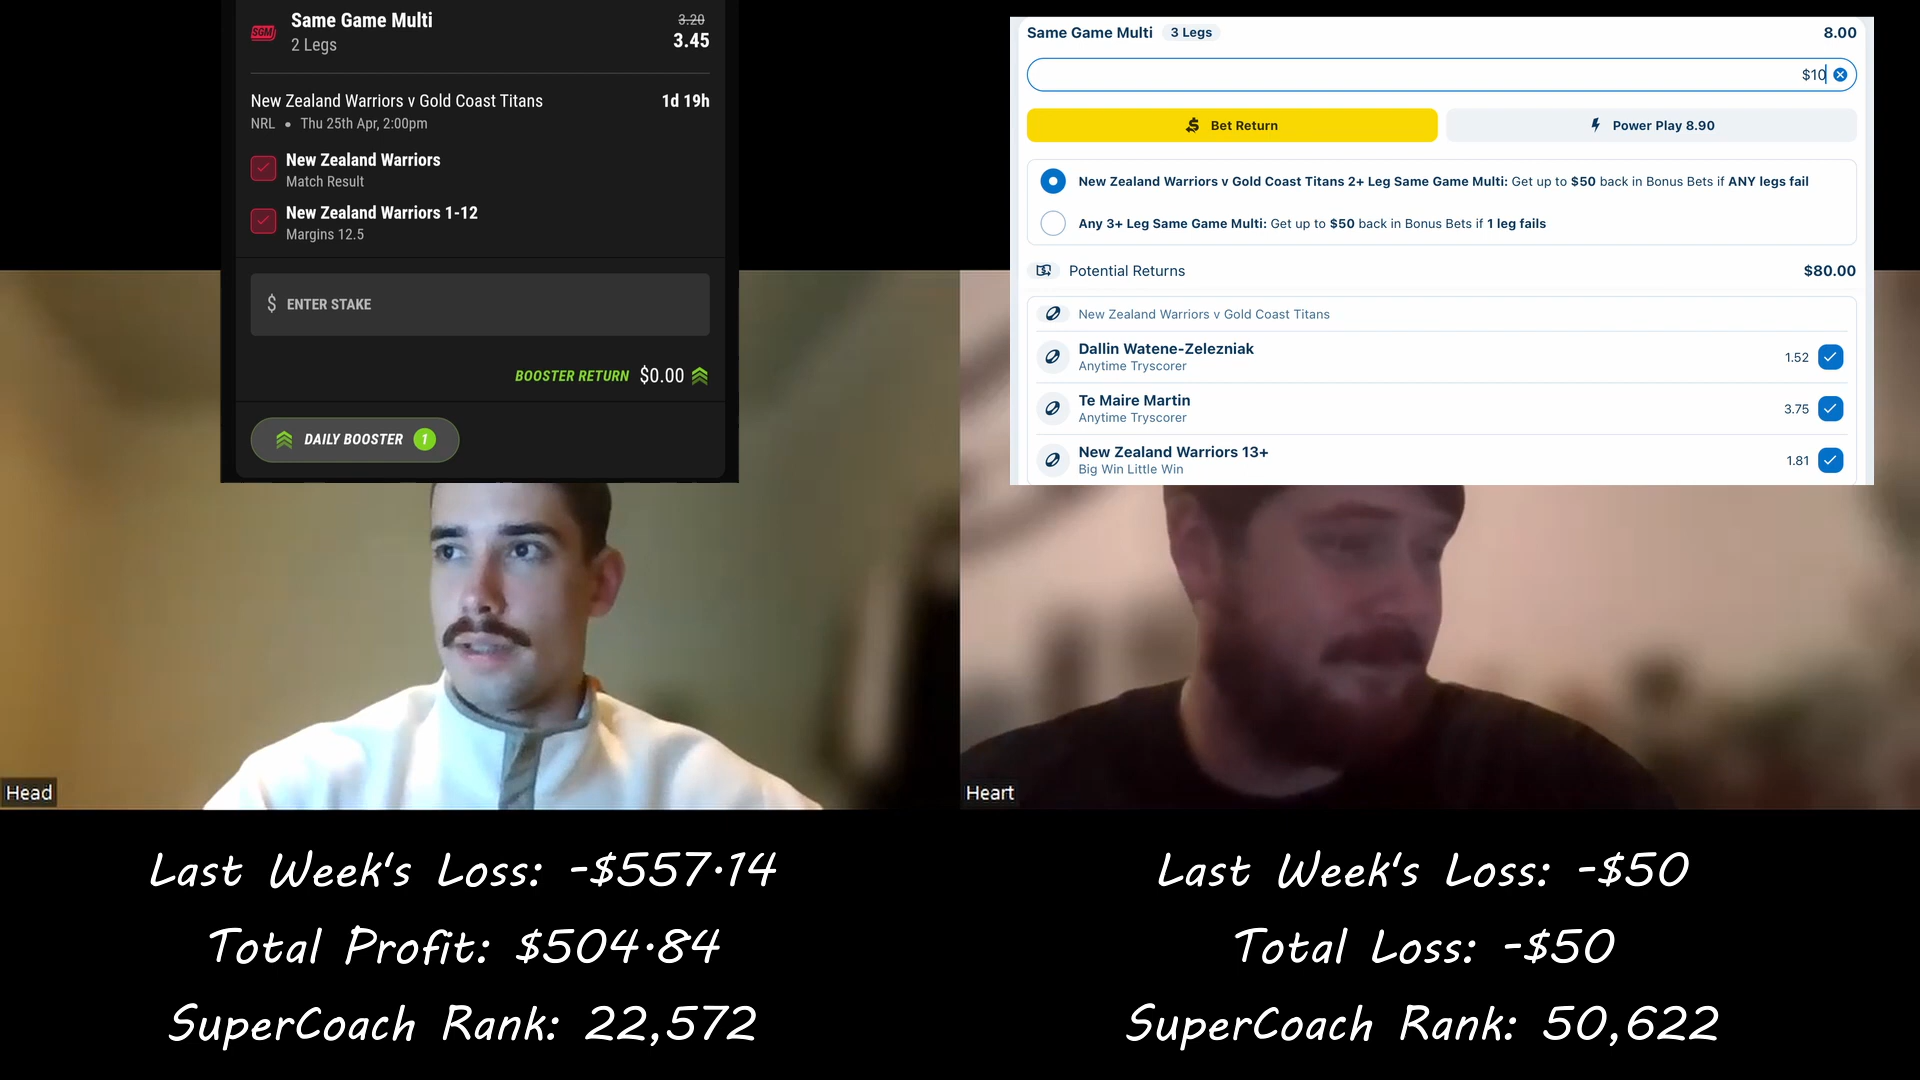 SGM
Same Game Multi
2 Legs
3.20
3.45
New Zealand Warriors v Gold Coast Titans
1d 19h
NRL • Thu 25th Apr, 2:00pm
New Zealand Warriors
Match Result
New Zealand Warriors 1-12
Margins 12.5
$ ENTER STAKE
BOOSTER RETURN $0.00
DAILY BOOSTER 1
Same Game Multi 3 Legs 8.00
$10
Bet Return
Power Play 8.90
New Zealand Warriors v Gold Coast Titans 2+ Leg Same Game Multi: Get up to $50 back in Bonus Bets if ANY legs fail
Any 3+ Leg Same Game Multi: Get up to $50 back in Bonus Bets if 1 leg fails
Potential Returns $80.00
New Zealand Warriors v Gold Coast Titans
Dallin Watene-Zelezniak
Anytime Tryscorer
1.52
Te Maire Martin
Anytime Tryscorer
3.75
New Zealand Warriors 13+
Big Win Little Win
1.81
Head
Heart
Last Week's Loss: -$557.14
Total Profit: $504.84
SuperCoach Rank: 22,572
Last Week's Loss: -$50
Total Loss: -$50
SuperCoach Rank: 50,622